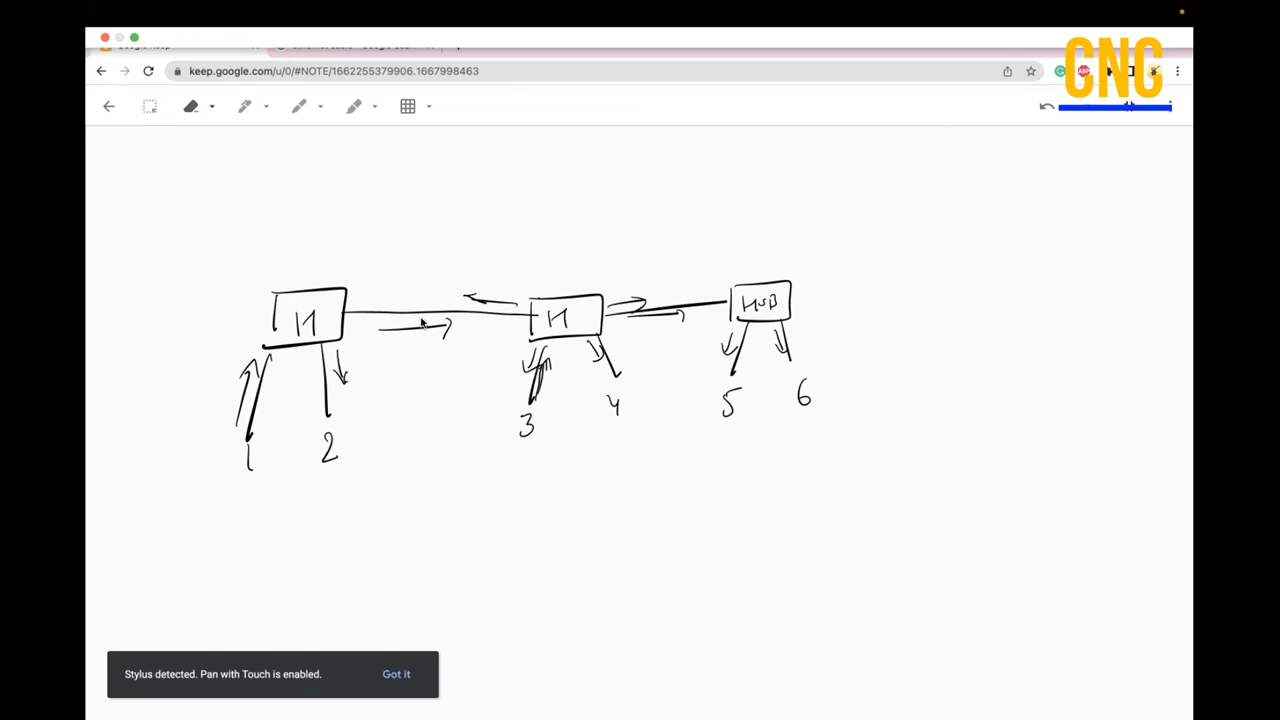 keep.google.com/u/0/#NOTE/1662255379906.1667998463
CNC
ABP
H
H
HUB
1
2
3
4
5
6
Stylus detected. Pan with Touch is enabled.
Got it